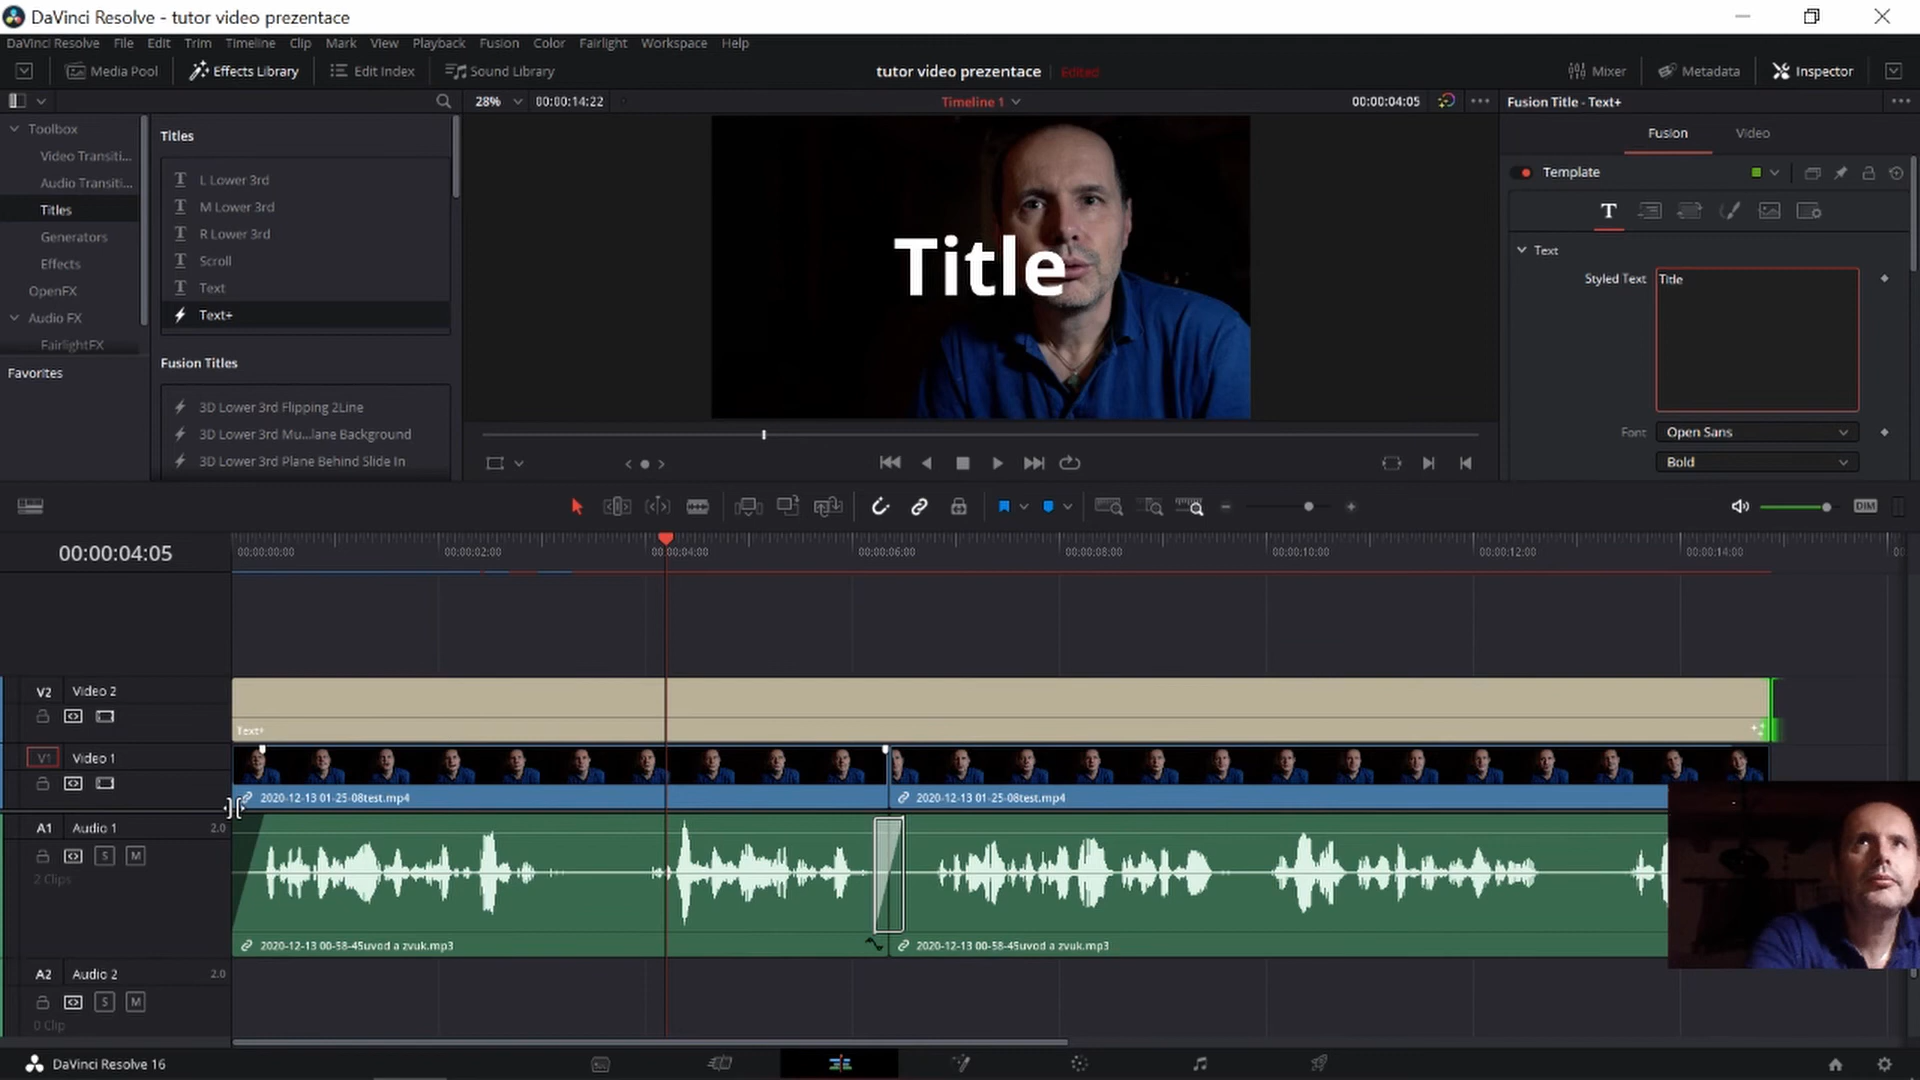 DaVinci Resolve - tutor video prezentace
DaVinci Resolve File Edit Trim Timeline Clip Mark View Playback Fusion Color Fairlight Workspace Help
Media Pool Effects Library Edit Index Sound Library tutor video prezentace Edited Mixer Metadata Inspector
28% 00:00:14:22 Timeline 1 00:00:04:05 Fusion Title - Text+
Toolbox
Video Transiti...
Audio Transiti...
Titles
Generators
Effects
OpenFX
Audio FX
FairlightFX
Favorites
Titles
L Lower 3rd
M Lower 3rd
R Lower 3rd
Scroll
Text
Text+
Fusion Titles
3D Lower 3rd Flipping 2Line
3D Lower 3rd Mu...lane Background
3D Lower 3rd Plane Behind Slide In
Title
Fusion Video
Template
T
Text
Styled Text Title
Font Open Sans
Bold
DIM
00:00:04:05
00:00:00:00 00:00:02:00 00:00:04:00 00:00:06:00 00:00:08:00 00:00:10:00 00:00:12:00 00:00:14:00 00
V2 Video 2
Text+
V1 Video 1
2020-12-13 01-25-08test.mp4 2020-12-13 01-25-08test.mp4
A1 Audio 1 2.0
S M
2 Clips
2020-12-13 00-58-45uvod a zvuk.mp3 2020-12-13 00-58-45uvod a zvuk.mp3
A2 Audio 2 2.0
S M
0 Clip
DaVinci Resolve 16